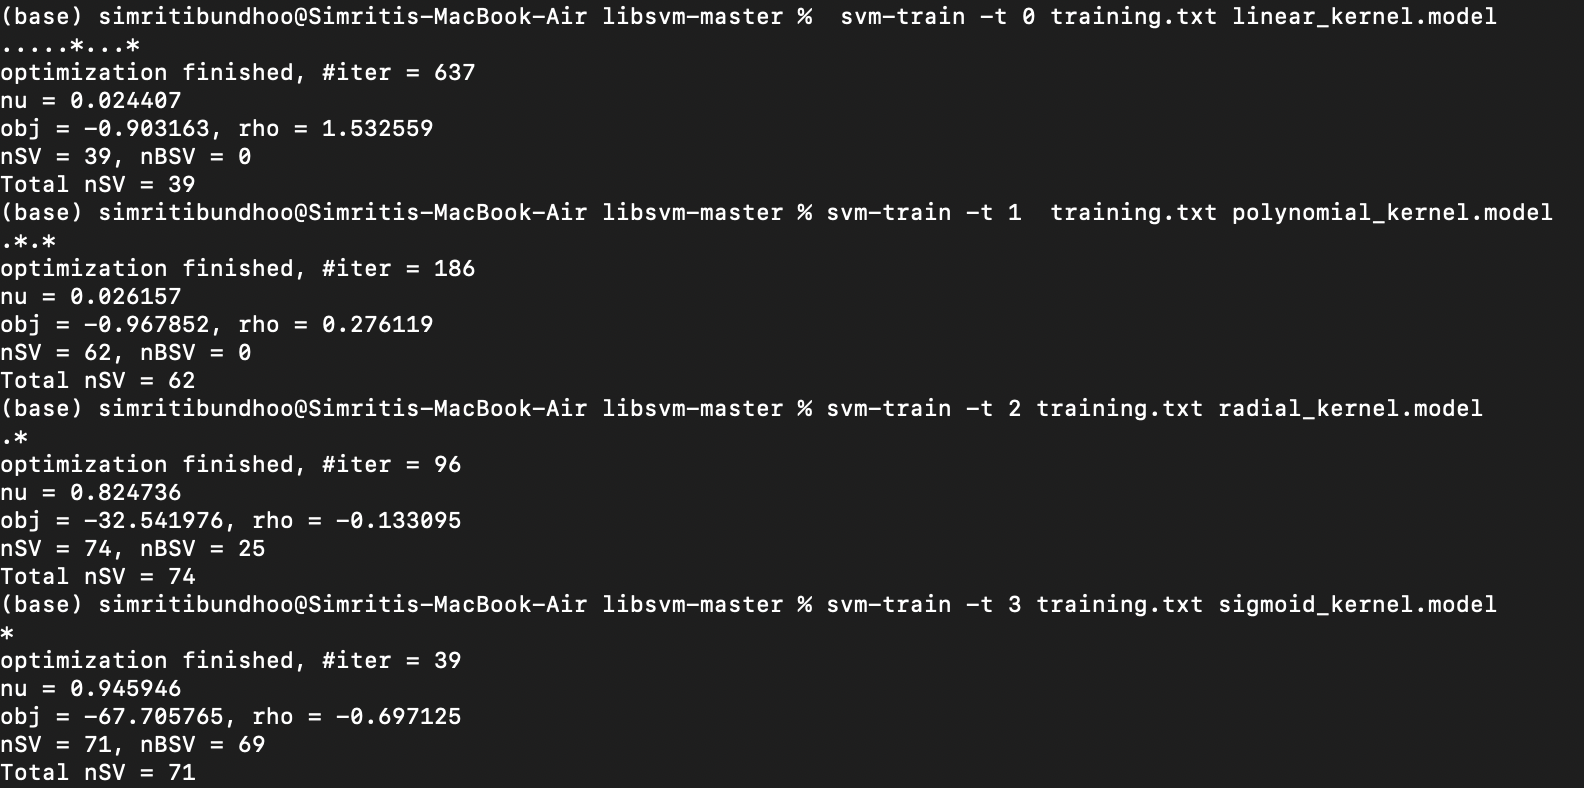 (base) simritibundhoo@Simritis-MacBook-Air libsvm-master %  svm-train -t 0 training.txt linear_kernel.model
.....*...*
optimization finished, #iter = 637
nu = 0.024407
obj = -0.903163, rho = 1.532559
nSV = 39, nBSV = 0
Total nSV = 39
(base) simritibundhoo@Simritis-MacBook-Air libsvm-master % svm-train -t 1  training.txt polynomial_kernel.model
.*.*
optimization finished, #iter = 186
nu = 0.026157
obj = -0.967852, rho = 0.276119
nSV = 62, nBSV = 0
Total nSV = 62
(base) simritibundhoo@Simritis-MacBook-Air libsvm-master % svm-train -t 2 training.txt radial_kernel.model
.*
optimization finished, #iter = 96
nu = 0.824736
obj = -32.541976, rho = -0.133095
nSV = 74, nBSV = 25
Total nSV = 74
(base) simritibundhoo@Simritis-MacBook-Air libsvm-master % svm-train -t 3 training.txt sigmoid_kernel.model
*
optimization finished, #iter = 39
nu = 0.945946
obj = -67.705765, rho = -0.697125
nSV = 71, nBSV = 69
Total nSV = 71